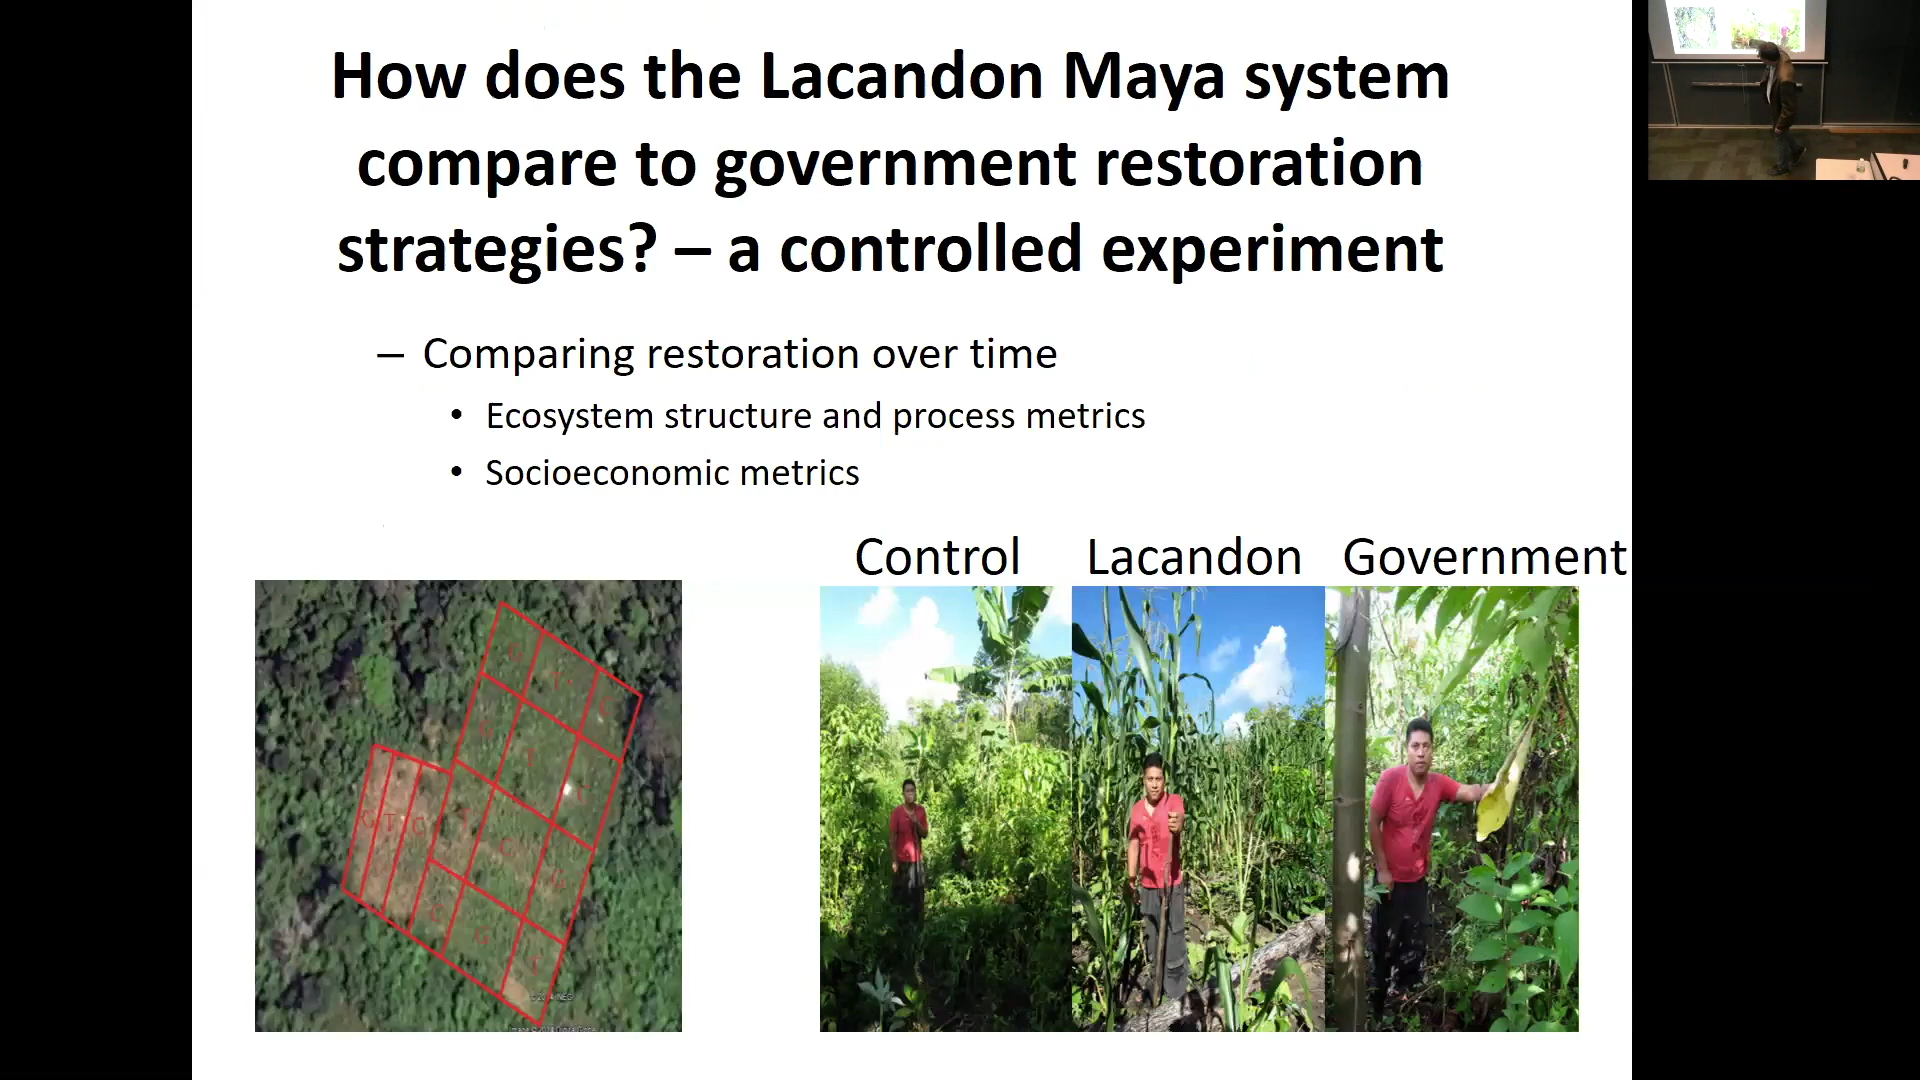 How does the Lacandon Maya system
compare to government restoration
strategies? – a controlled experiment
– Comparing restoration over time
• Ecosystem structure and process metrics
• Socioeconomic metrics
Control Lacandon Government
G
T
C
G
T
C
C T C T C G
C
G
T